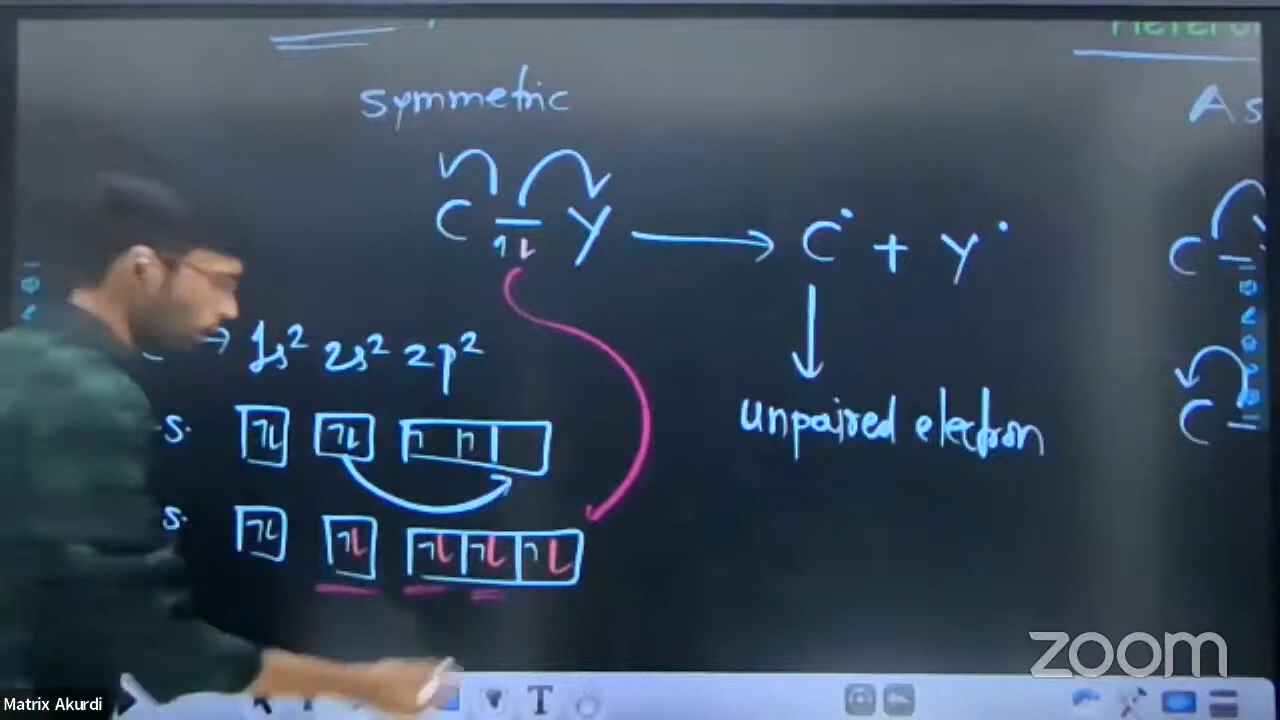 symmetric
As
C – Y → C˙ + Y˙
C –
→ 1s² 2s² 2p²
s.
unpaired electron
C –
s.
zoom
Matrix Akurdi
T